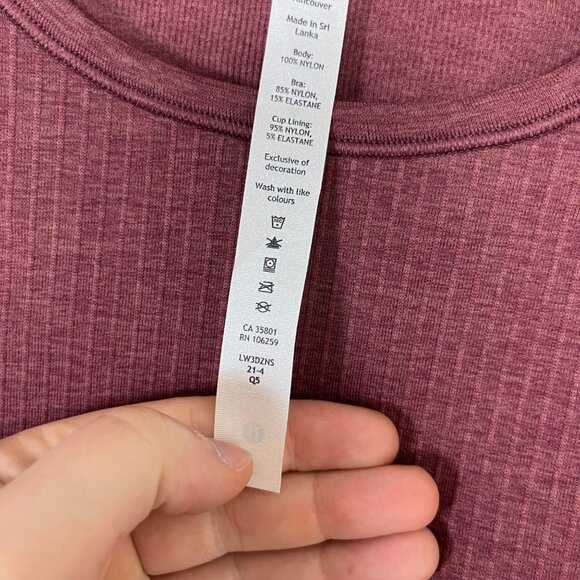 Vancouver
Made in Sri
Lanka
Body:
100% NYLON
Bra:
85% NYLON,
15% ELASTANE
Cup Lining:
95% NYLON,
5% ELASTANE
Exclusive of
decoration
Wash with like
colours
CA 35801
RN 106259
LW3DZNS
21-4
Q5